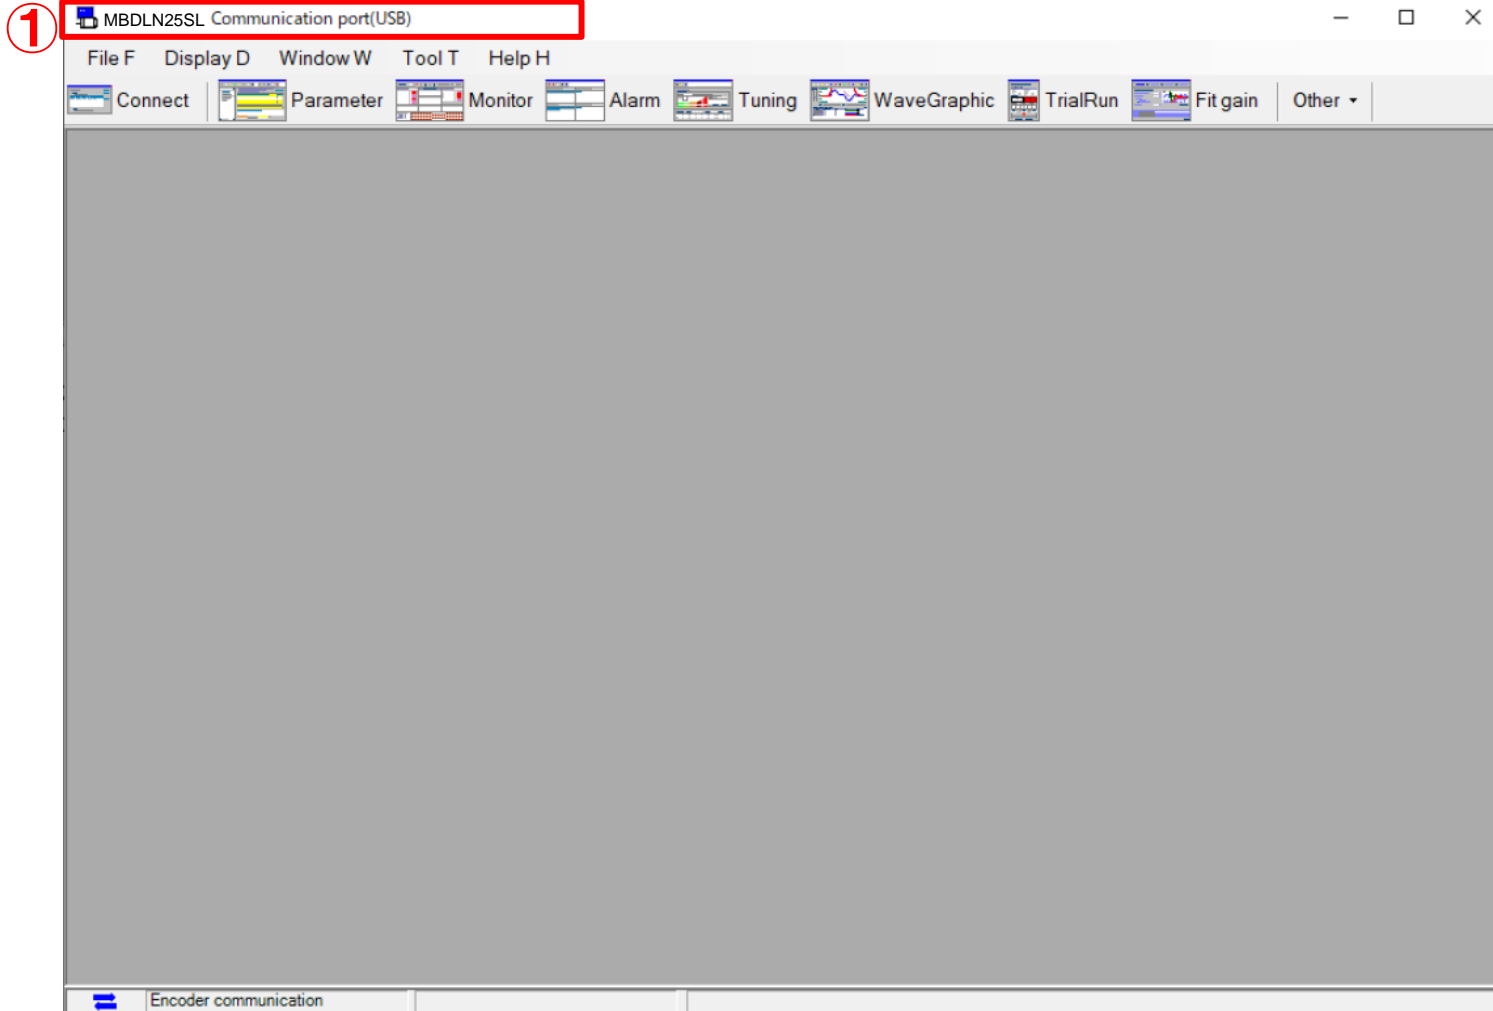 ①
MBDLN25SL Communication port(USB)
File F Display D Window W Tool T Help H
Connect Parameter Monitor Alarm Tuning WaveGraphic TrialRun Fit gain Other
Encoder communication